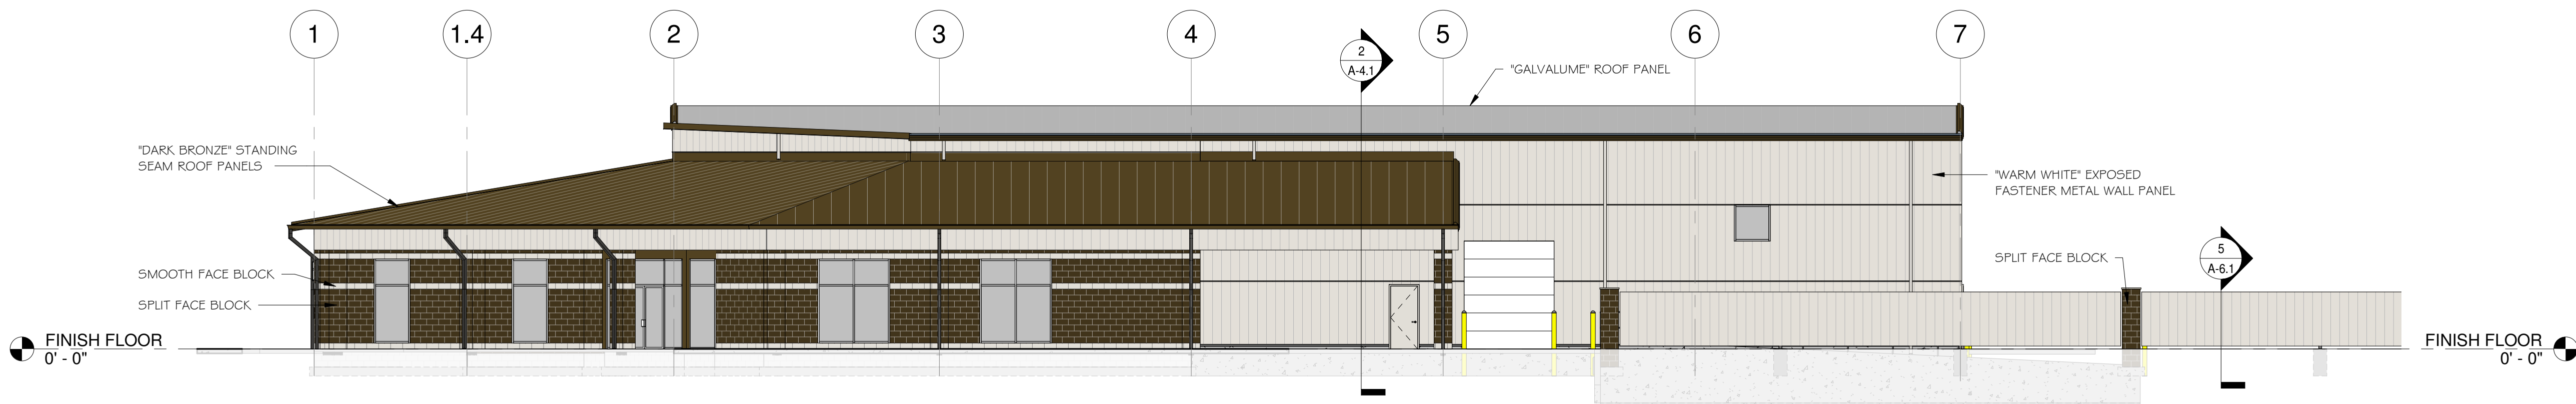 1
1.4
2
3
4
5
6
7
2
A-4.1
"GALVALUME" ROOF PANEL
"DARK BRONZE" STANDING
SEAM ROOF PANELS
"WARM WHITE" EXPOSED
FASTENER METAL WALL PANEL
SMOOTH FACE BLOCK
SPLIT FACE BLOCK
SPLIT FACE BLOCK
5
A-6.1
FINISH FLOOR
0' - 0"
FINISH FLOOR
0' - 0"